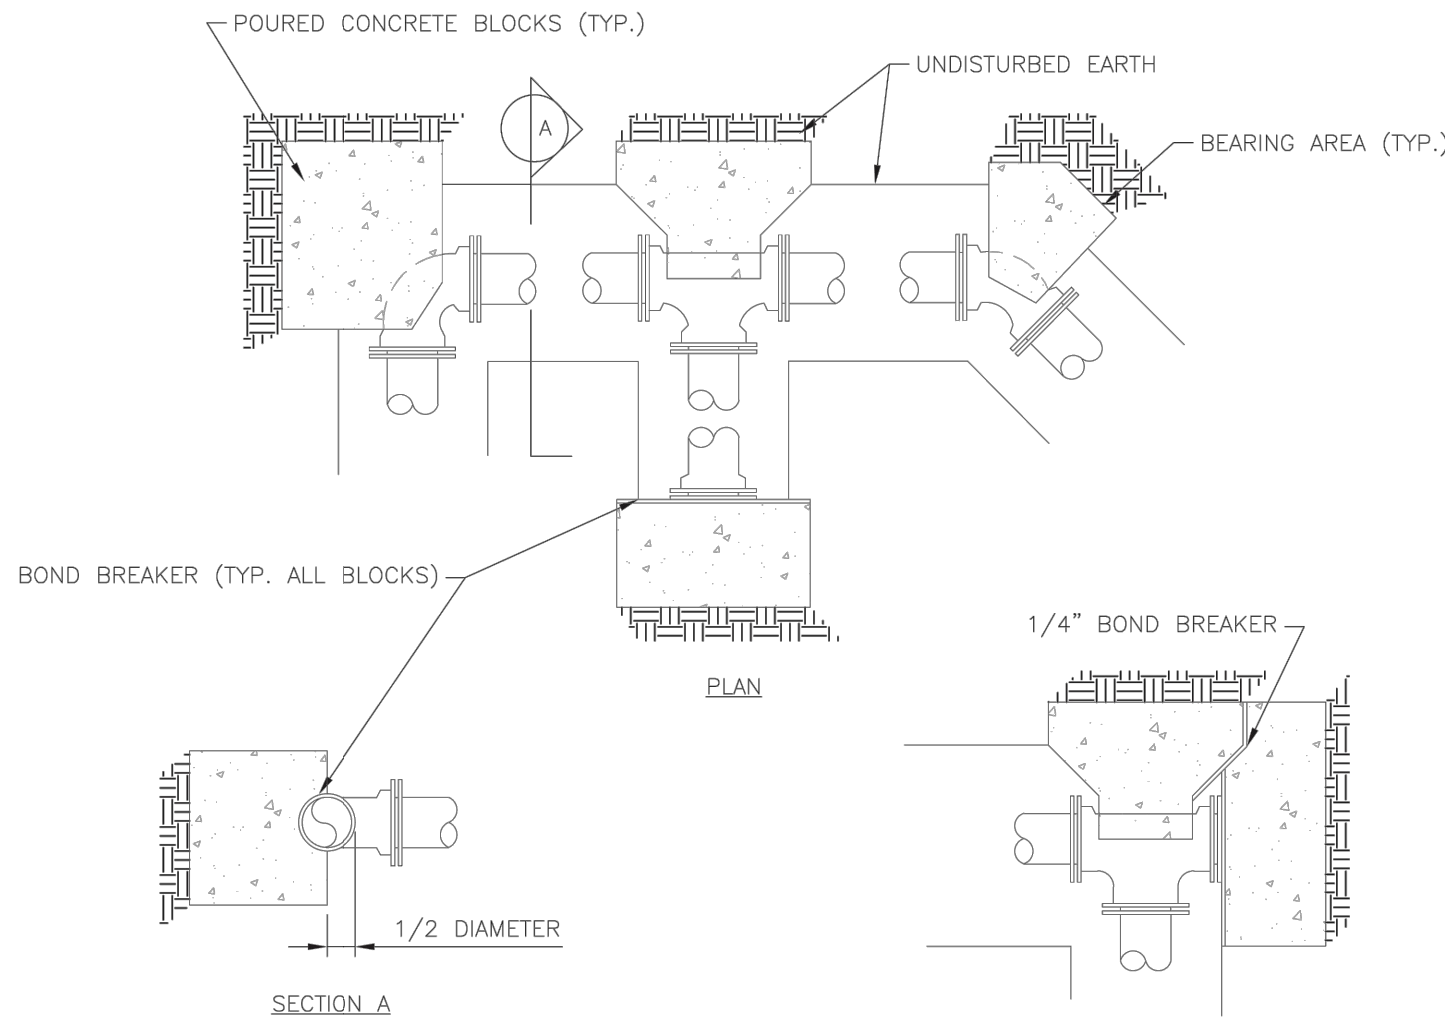 POURED CONCRETE BLOCKS (TYP.)
UNDISTURBED EARTH
A
BEARING AREA (TYP.)
BOND BREAKER (TYP. ALL BLOCKS)
1/4” BOND BREAKER
PLAN
1/2 DIAMETER
SECTION A